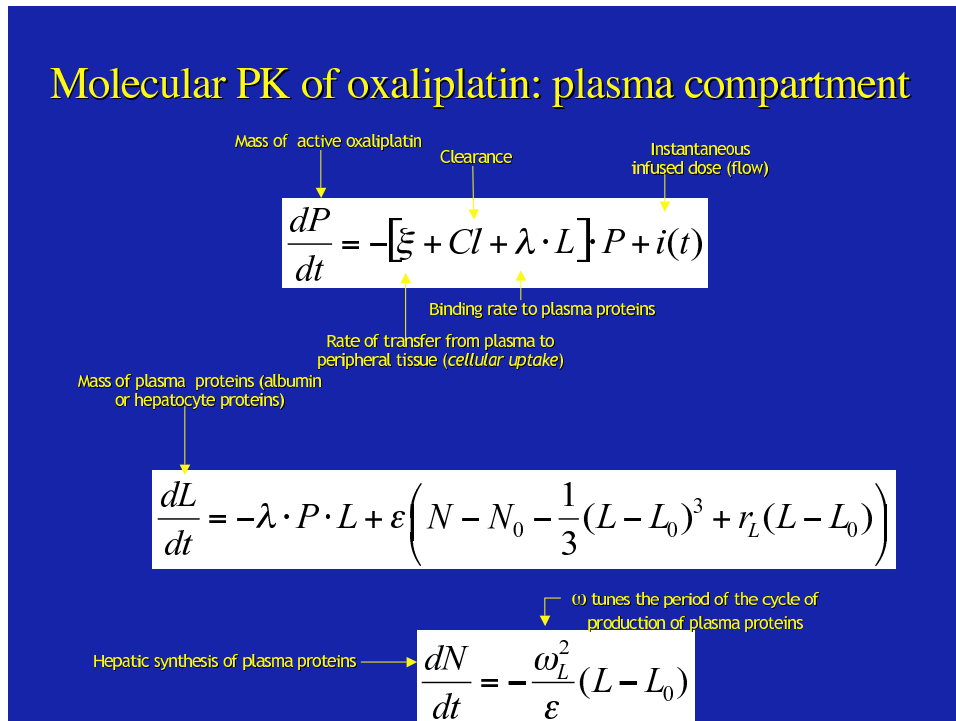 Molecular PK of oxaliplatin: plasma compartment
Mass of active oxaliplatin
Clearance
Instantaneous
infused dose (flow)
dP/dt = -[ξ + Cl + λ · L] · P + i(t)
Binding rate to plasma proteins
Rate of transfer from plasma to
peripheral tissue (cellular uptake)
Mass of plasma proteins (albumin
or hepatocyte proteins)
dL/dt = -λ · P · L + ε(N - N₀ - 1/3(L - L₀)³ + r_L(L - L₀))
ω tunes the period of the cycle of
production of plasma proteins
Hepatic synthesis of plasma proteins
dN/dt = -ω_L²/ε(L - L₀)